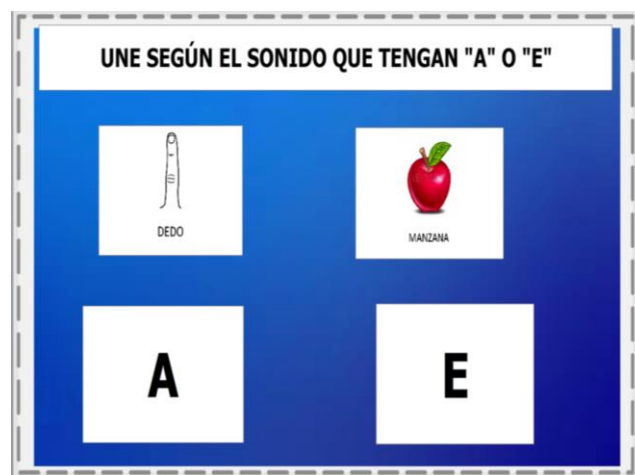 UNE SEGÚN EL SONIDO QUE TENGAN "A" O "E"
DEDO
MANZANA
A
E